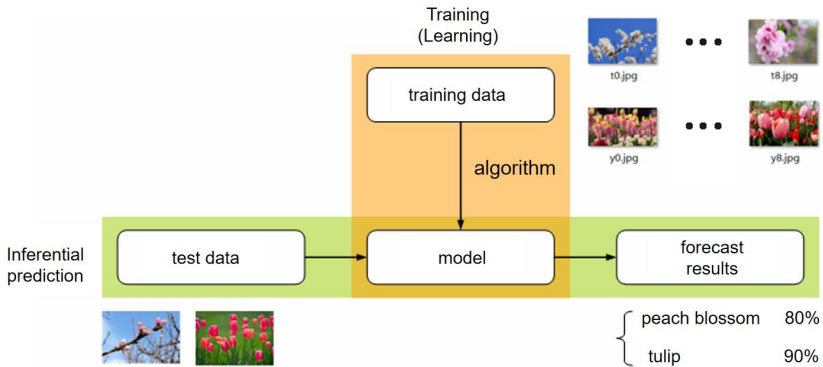 Training
(Learning)
t0.jpg
t8.jpg
training data
y0.jpg
y8.jpg
algorithm
Inferential
prediction
test data
model
forecast
results
peach blossom 80%
tulip 90%